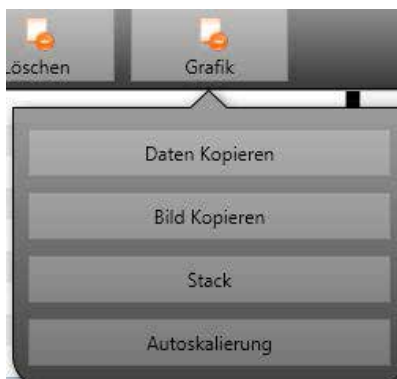 Löschen
Grafik
Daten Kopieren
Bild Kopieren
Stack
Autoskalierung